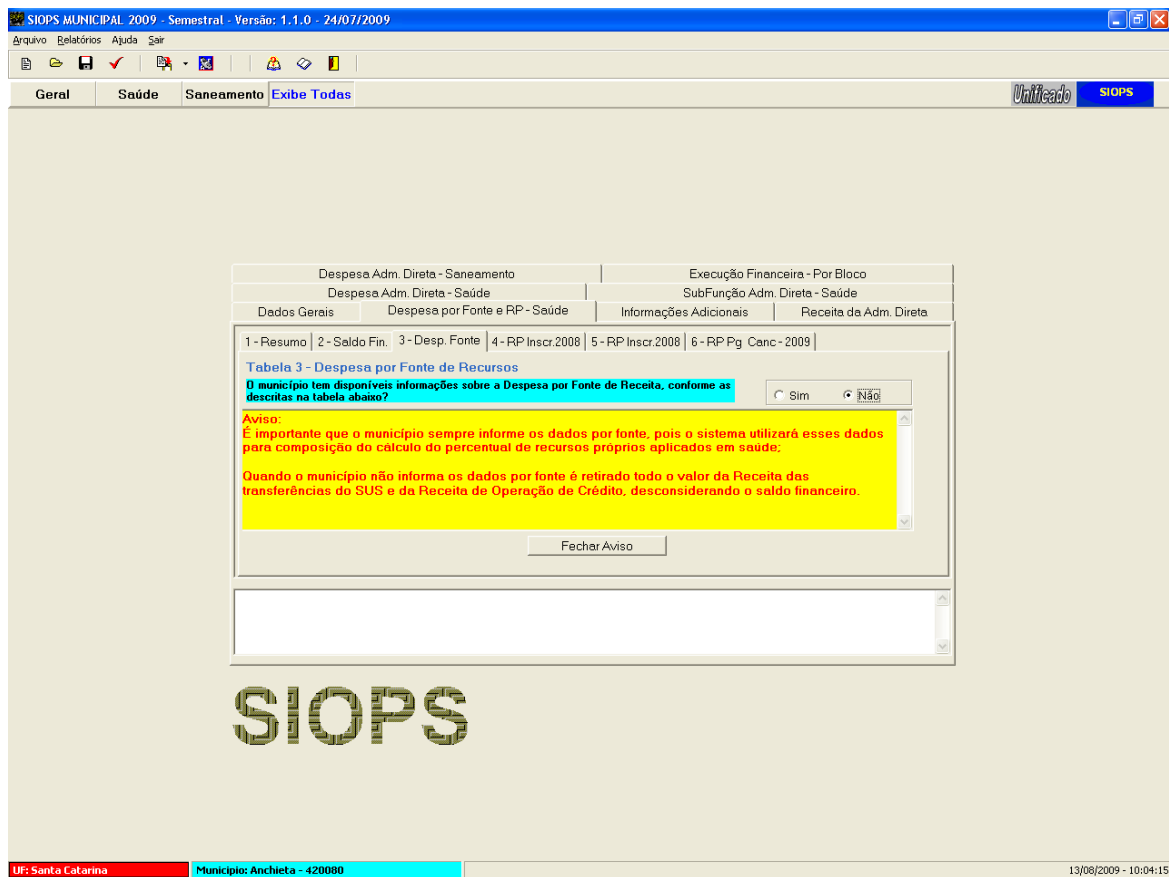 SIOPS MUNICIPAL 2009 - Semestral - Versão: 1.1.0 - 24/07/2009
Arquivo Relatórios Ajuda Sair
Geral Saúde Saneamento Exibe Todas Unificado SIOPS
Despesa Adm. Direta - Saneamento Execução Financeira - Por Bloco
Despesa Adm. Direta - Saúde SubFunção Adm. Direta - Saúde
Dados Gerais Despesa por Fonte e RP - Saúde Informações Adicionais Receita da Adm. Direta
1 - Resumo 2 - Saldo Fin. 3 - Desp. Fonte 4 - RP Inscr.2008 5 - RP Inscr.2008 6 - RP Pg Canc - 2009
Tabela 3 - Despesa por Fonte de Recursos
O município tem disponíveis informações sobre a Despesa por Fonte de Receita, conforme as
descritas na tabela abaixo?
Sim Não
Aviso:
É importante que o município sempre informe os dados por fonte, pois o sistema utilizará esses dados
para composição do cálculo do percentual de recursos próprios aplicados em saúde;
Quando o município não informa os dados por fonte é retirado todo o valor da Receita das
transferências do SUS e da Receita de Operação de Crédito, desconsiderando o saldo financeiro.
Fechar Aviso
SIOPS
UF: Santa Catarina Município: Anchieta - 420080 13/08/2009 - 10:04:15